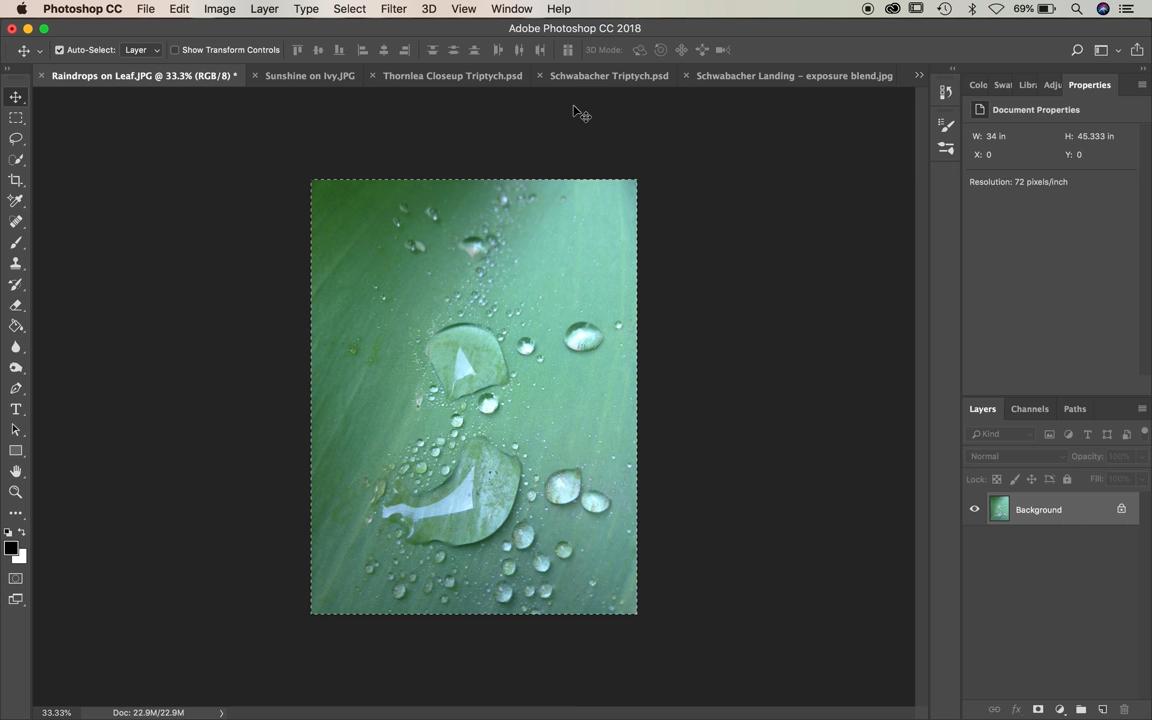 Photoshop CC File Edit Image Layer Type Select Filter 3D View Window Help 69%
Adobe Photoshop CC 2018
Auto-Select: Layer Show Transform Controls 3D Mode:
× Raindrops on Leaf.JPG @ 33.3% (RGB/8) * × Sunshine on Ivy.JPG × Thornlea Closeup Triptych.psd × Schwabacher Triptych.psd × Schwabacher Landing – exposure blend.jpg >>
Colo Swat Libra Adju Properties
Document Properties
W: 34 in H: 45.333 in
X: 0 Y: 0
Resolution: 72 pixels/inch
Layers Channels Paths
Kind
Normal Opacity: 100%
Lock: Fill: 100%
Background
33.33% Doc: 22.9M/22.9M